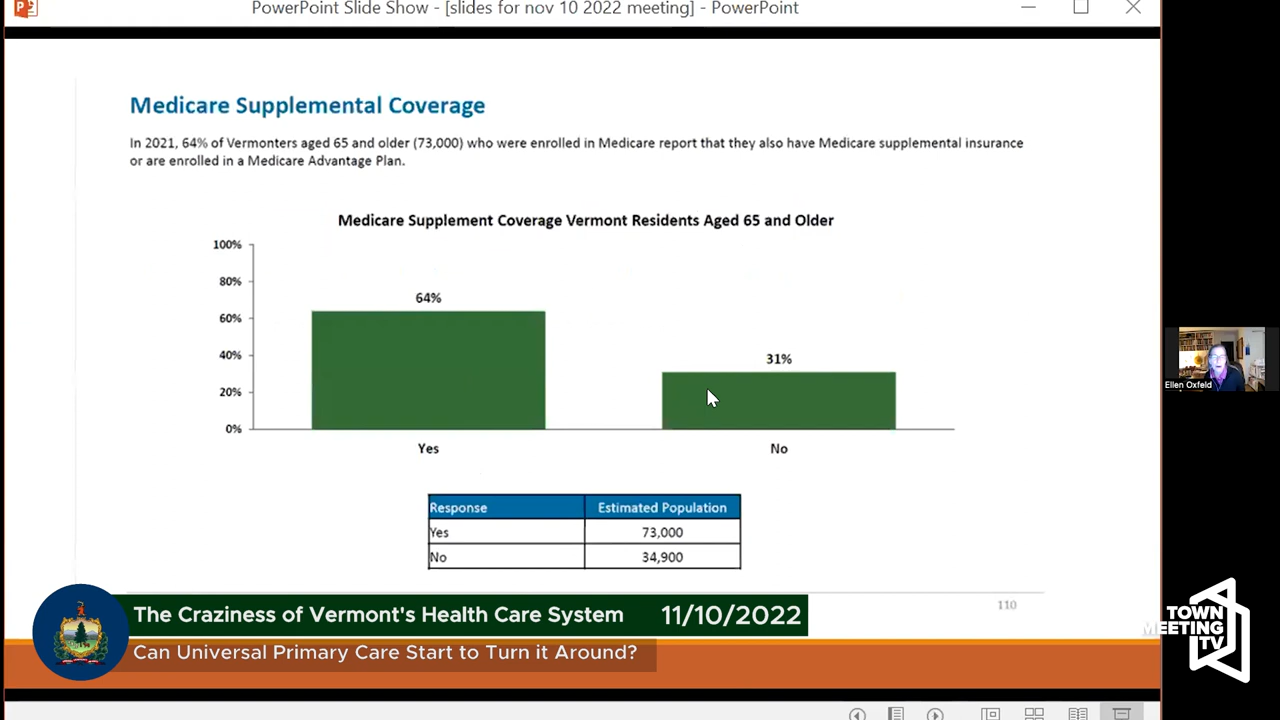 PowerPoint Slide Show - [slides for nov 10 2022 meeting] - PowerPoint
Medicare Supplemental Coverage
In 2021, 64% of Vermonters aged 65 and older (73,000) who were enrolled in Medicare report that they also have Medicare supplemental insurance
or are enrolled in a Medicare Advantage Plan.
Medicare Supplement Coverage Vermont Residents Aged 65 and Older
100%
80%
60%
40%
20%
0%
64%
31%
Yes
No
Response Estimated Population
Yes 73,000
No 34,900
110
Ellen Oxfeld
The Craziness of Vermont's Health Care System 11/10/2022
Can Universal Primary Care Start to Turn it Around?
TOWN
MEETING
TV